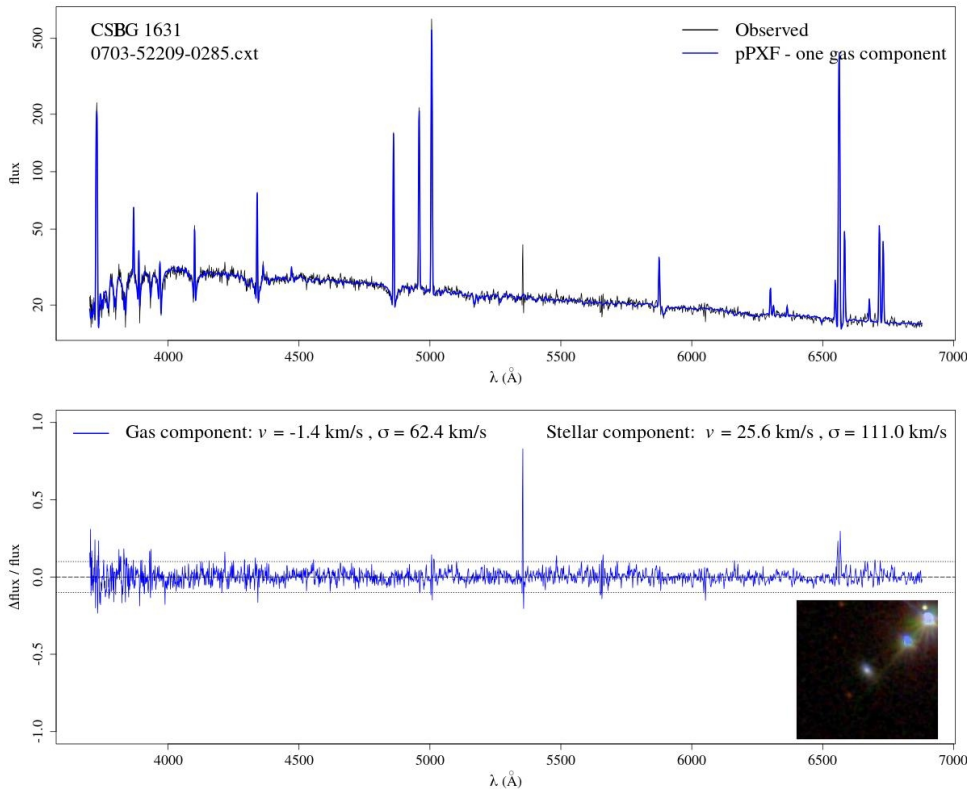 CSBG 1631
0703-52209-0285.cxt
Observed
pPXF - one gas component
flux
500
200
100
50
20
4000 4500 5000 5500 6000 6500 7000
λ (Å)
Gas component: v = -1.4 km/s , σ = 62.4 km/s
Stellar component: v = 25.6 km/s , σ = 111.0 km/s
Δflux / flux
1.0
0.5
0.0
-0.5
-1.0
4000 4500 5000 5500 6000 6500 7000
λ (Å)